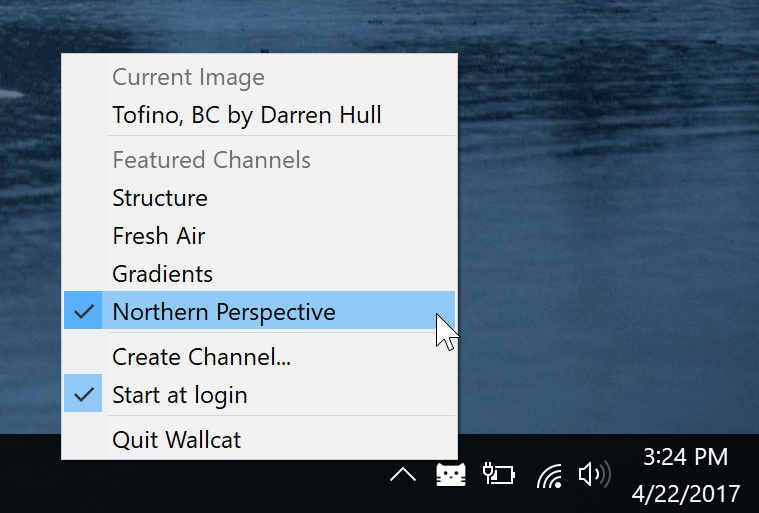 Current Image
Tofino, BC by Darren Hull
Featured Channels
Structure
Fresh Air
Gradients
Northern Perspective
Create Channel...
Start at login
Quit Wallcat
3:24 PM
4/22/2017